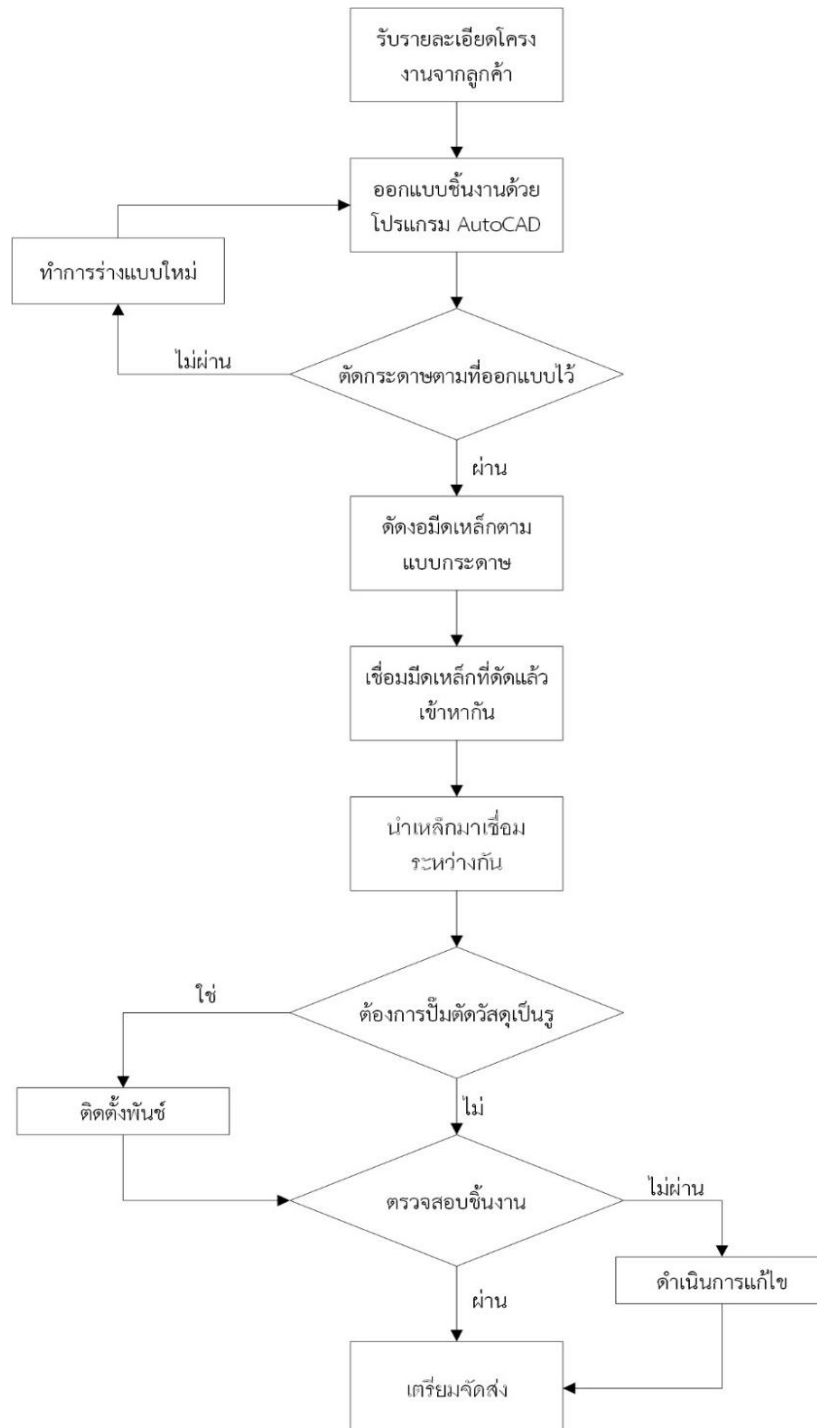 รับรายละเอียดโครง
งานจากลูกค้า
ออกแบบชิ้นงานด้วย
โปรแกรม AutoCAD
ทำการร่างแบบใหม่
ไม่ผ่าน
ตัดกระดาษตามที่ออกแบบไว้
ผ่าน
ดัดงอมีดเหล็กตาม
แบบกระดาษ
เชื่อมมีดเหล็กที่ดัดแล้ว
เข้าหากัน
นำเหล็กมาเชื่อม
ระหว่างกัน
ใช่
ต้องการปั๊มตัดวัสดุเป็นรู
ติดตั้งพันช์
ไม่
ตรวจสอบชิ้นงาน
ไม่ผ่าน
ดำเนินการแก้ไข
ผ่าน
เตรียมจัดส่ง